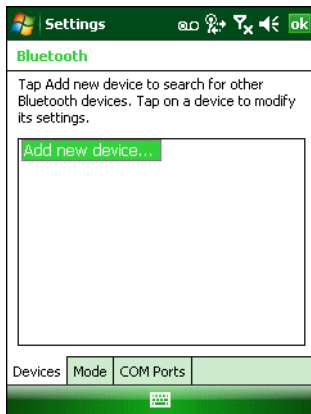 Settings
ok
Bluetooth
Tap Add new device to search for other
Bluetooth devices. Tap on a device to modify
its settings.
Add new device...
Devices Mode COM Ports